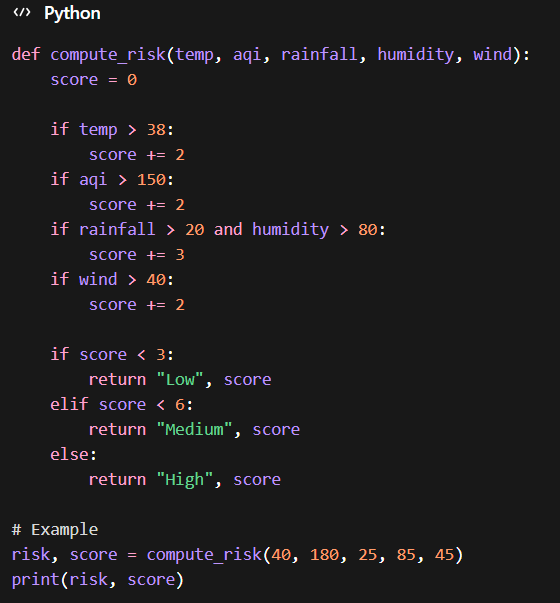 </> Python
def compute_risk(temp, aqi, rainfall, humidity, wind):
    score = 0

    if temp > 38:
        score += 2
    if aqi > 150:
        score += 2
    if rainfall > 20 and humidity > 80:
        score += 3
    if wind > 40:
        score += 2

    if score < 3:
        return "Low", score
    elif score < 6:
        return "Medium", score
    else:
        return "High", score

# Example
risk, score = compute_risk(40, 180, 25, 85, 45)
print(risk, score)